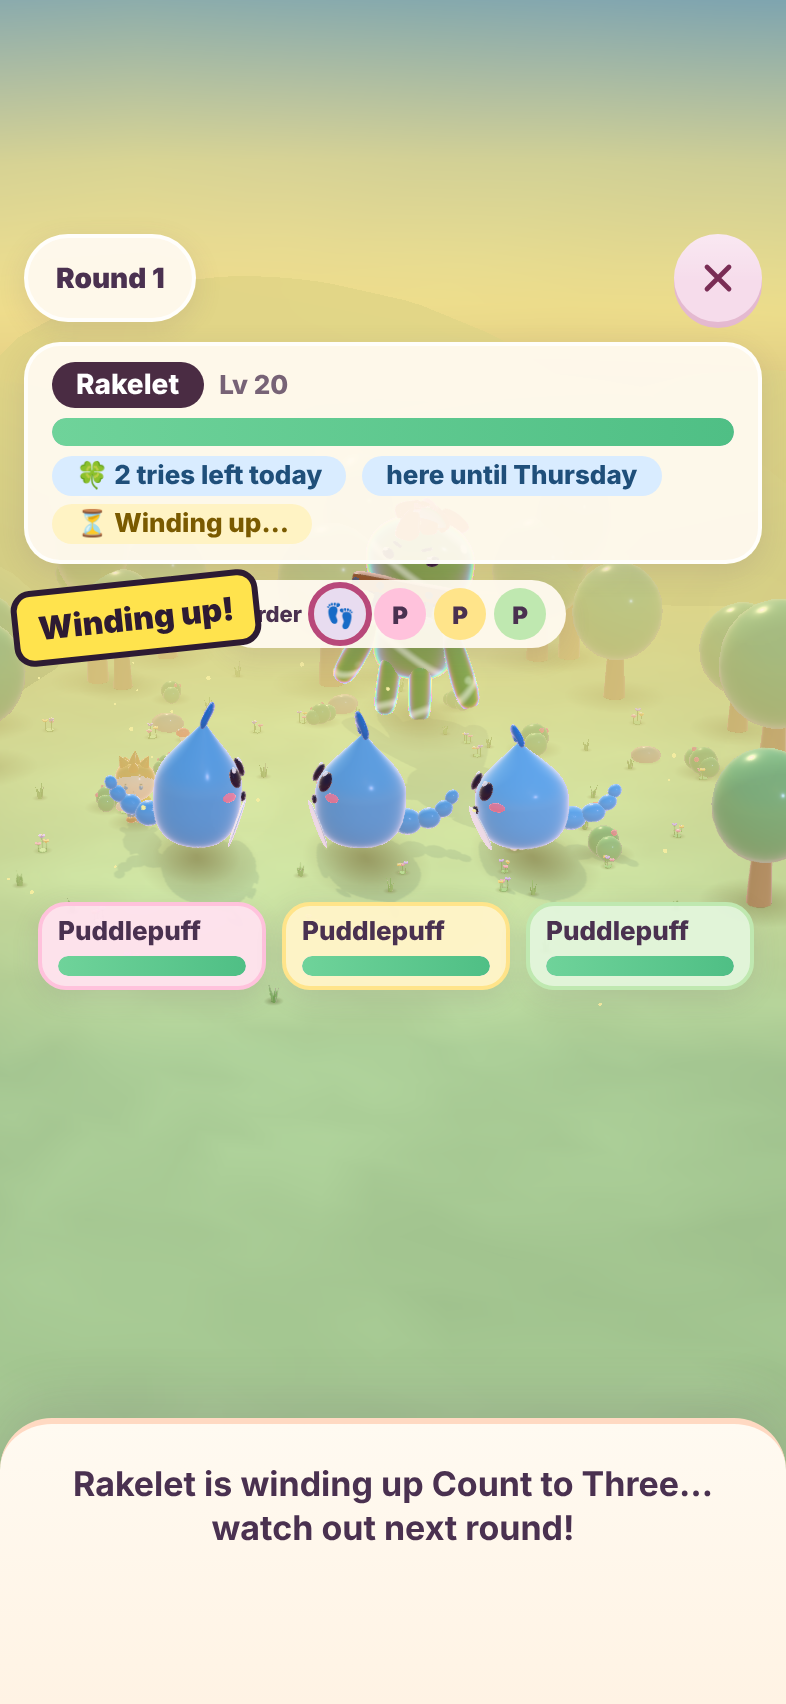 Round 1
Rakelet Lv 20
🍀 2 tries left today
here until Thursday
⏳ Winding up...
Winding up!
rder 👣 P P P
Puddlepuff
Puddlepuff
Puddlepuff
Rakelet is winding up Count to Three...
watch out next round!